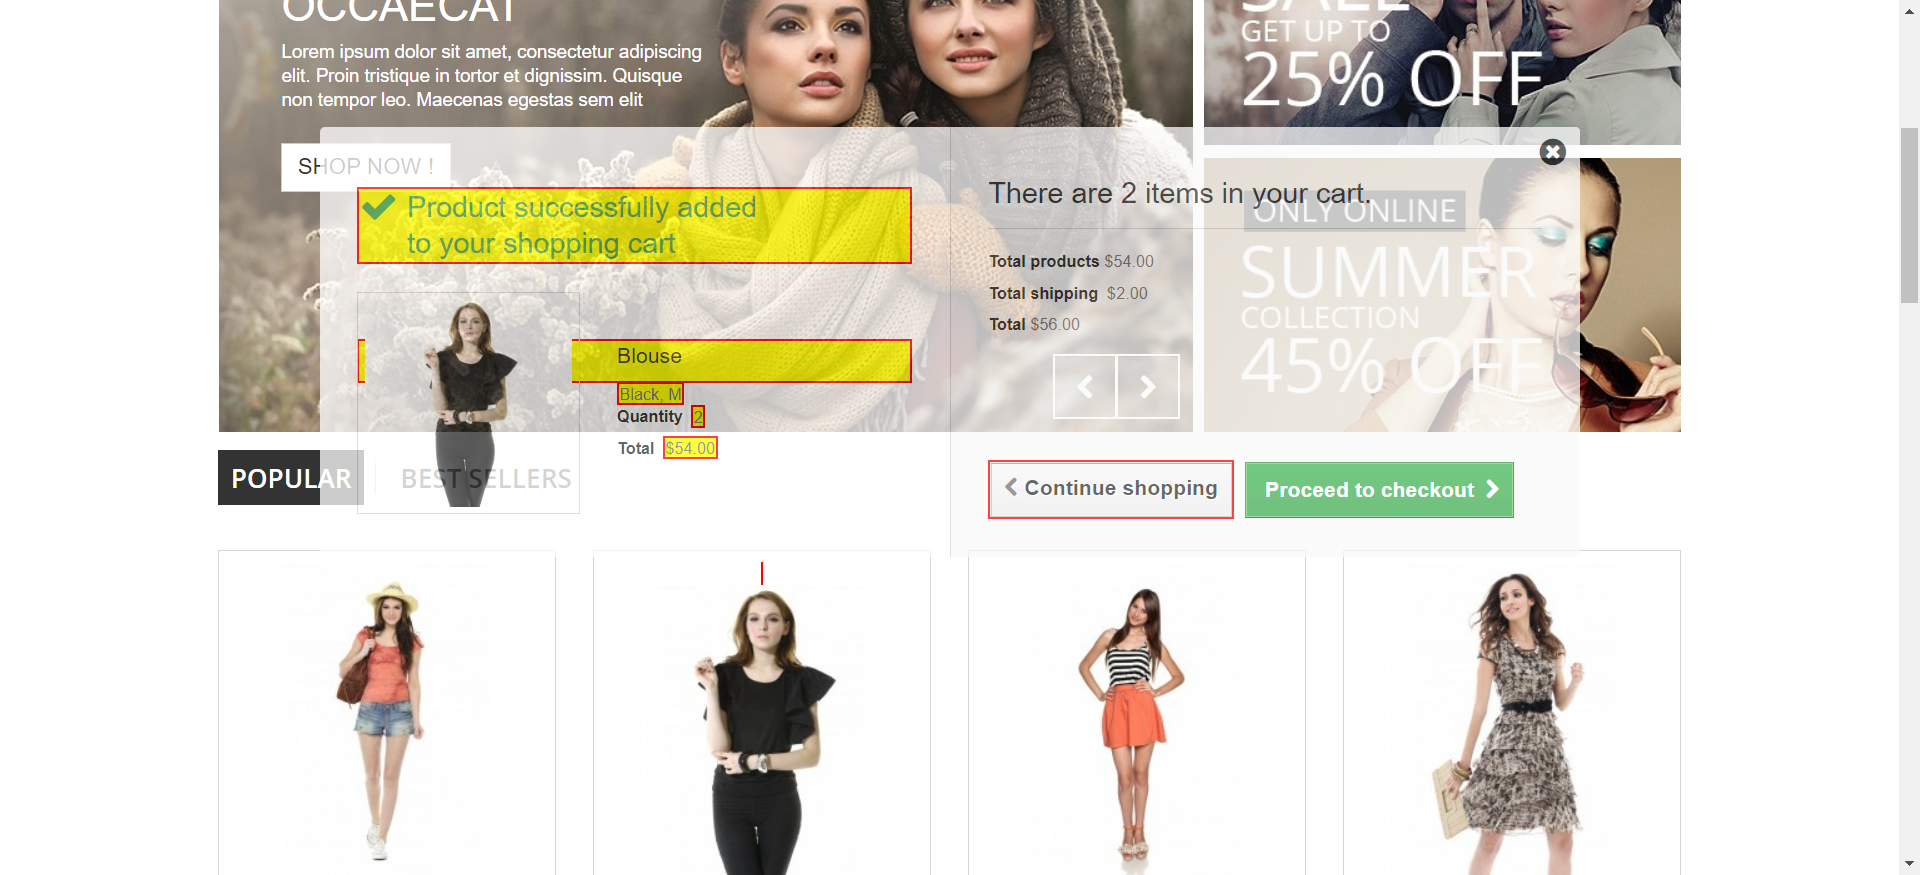 OCCAECAT
Lorem ipsum dolor sit amet, consectetur adipiscing
elit. Proin tristique in tortor et dignissim. Quisque
non tempor leo. Maecenas egestas sem elit
SHOP NOW !
SALE
GET UP TO
25% OFF
Product successfully added
to your shopping cart
Blouse
Black, M
Quantity 2
Total $54.00
There are 2 items in your cart.
Total products $54.00
Total shipping $2.00
Total $56.00
Continue shopping
Proceed to checkout
ONLY ONLINE
SUMMER
COLLECTION
45% OFF
POPULAR
BEST SELLERS